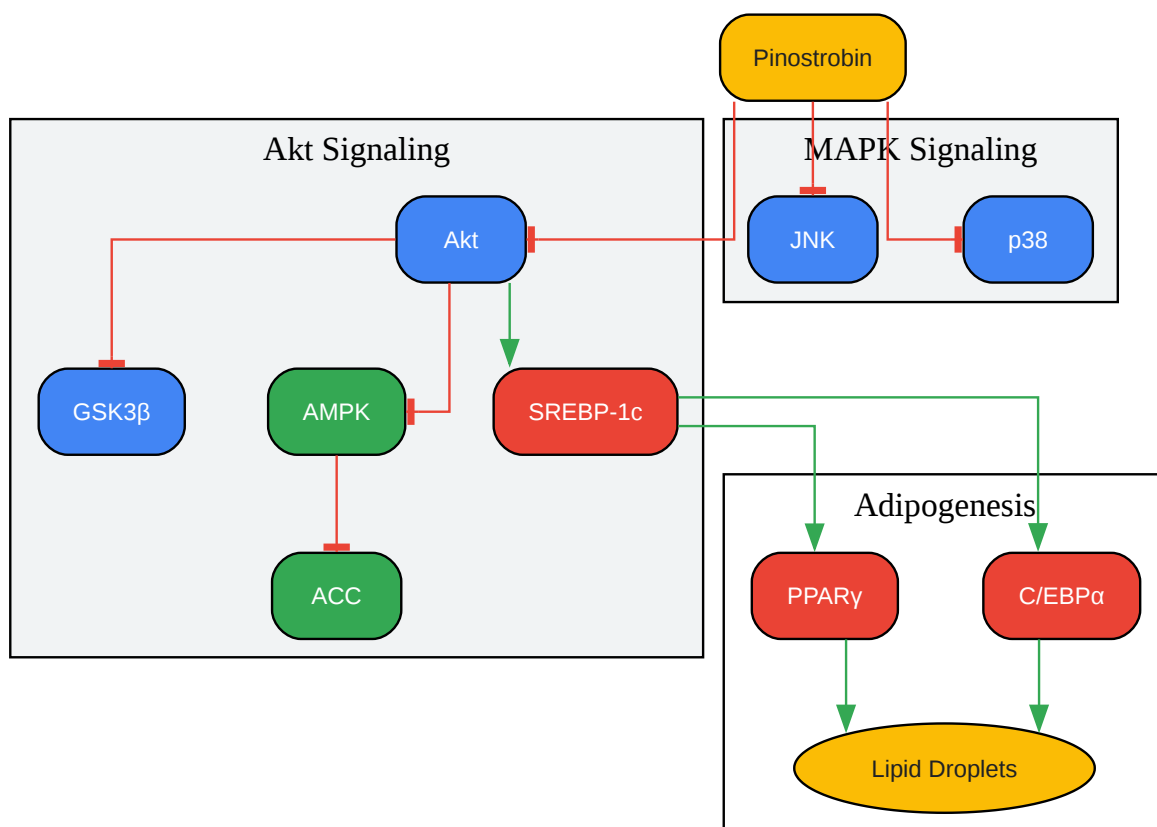 Pinostrobin
Akt Signaling
MAPK Signaling
Akt
JNK
p38
GSK3β
AMPK
SREBP-1c
Adipogenesis
ACC
PPARγ
C/EBPα
Lipid Droplets